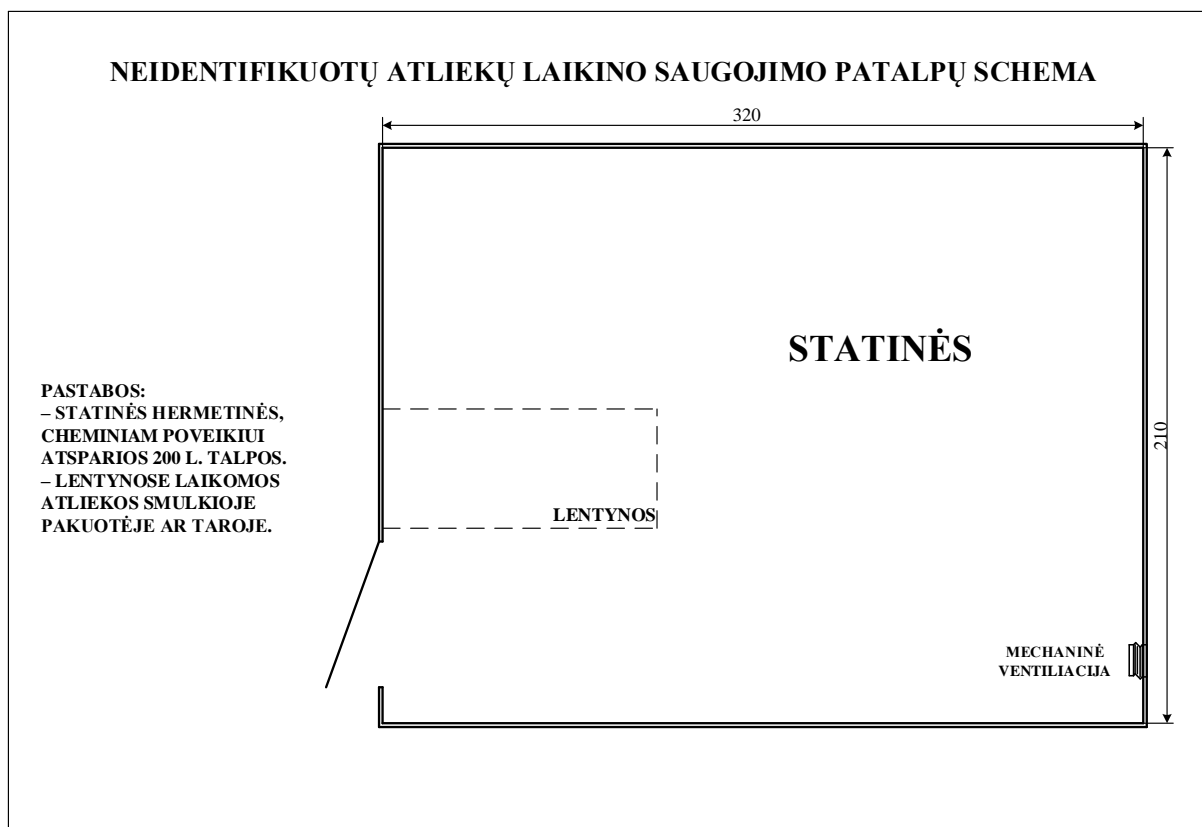 NEIDENTIFIKUOTŲ ATLIEKŲ LAIKINO SAUGOJIMO PATALPŲ SCHEMA
320
STATINĖS
210
PASTABOS:
– STATINĖS HERMETINĖS,
CHEMINIAM POVEIKIUI
ATSPARIOS 200 L. TALPOS.
– LENTYNOSE LAIKOMOS
ATLIEKOS SMULKIOJE
PAKUOTĖJE AR TAROJE.
LENTYNOS
MECHANINĖ
VENTILIACIJA